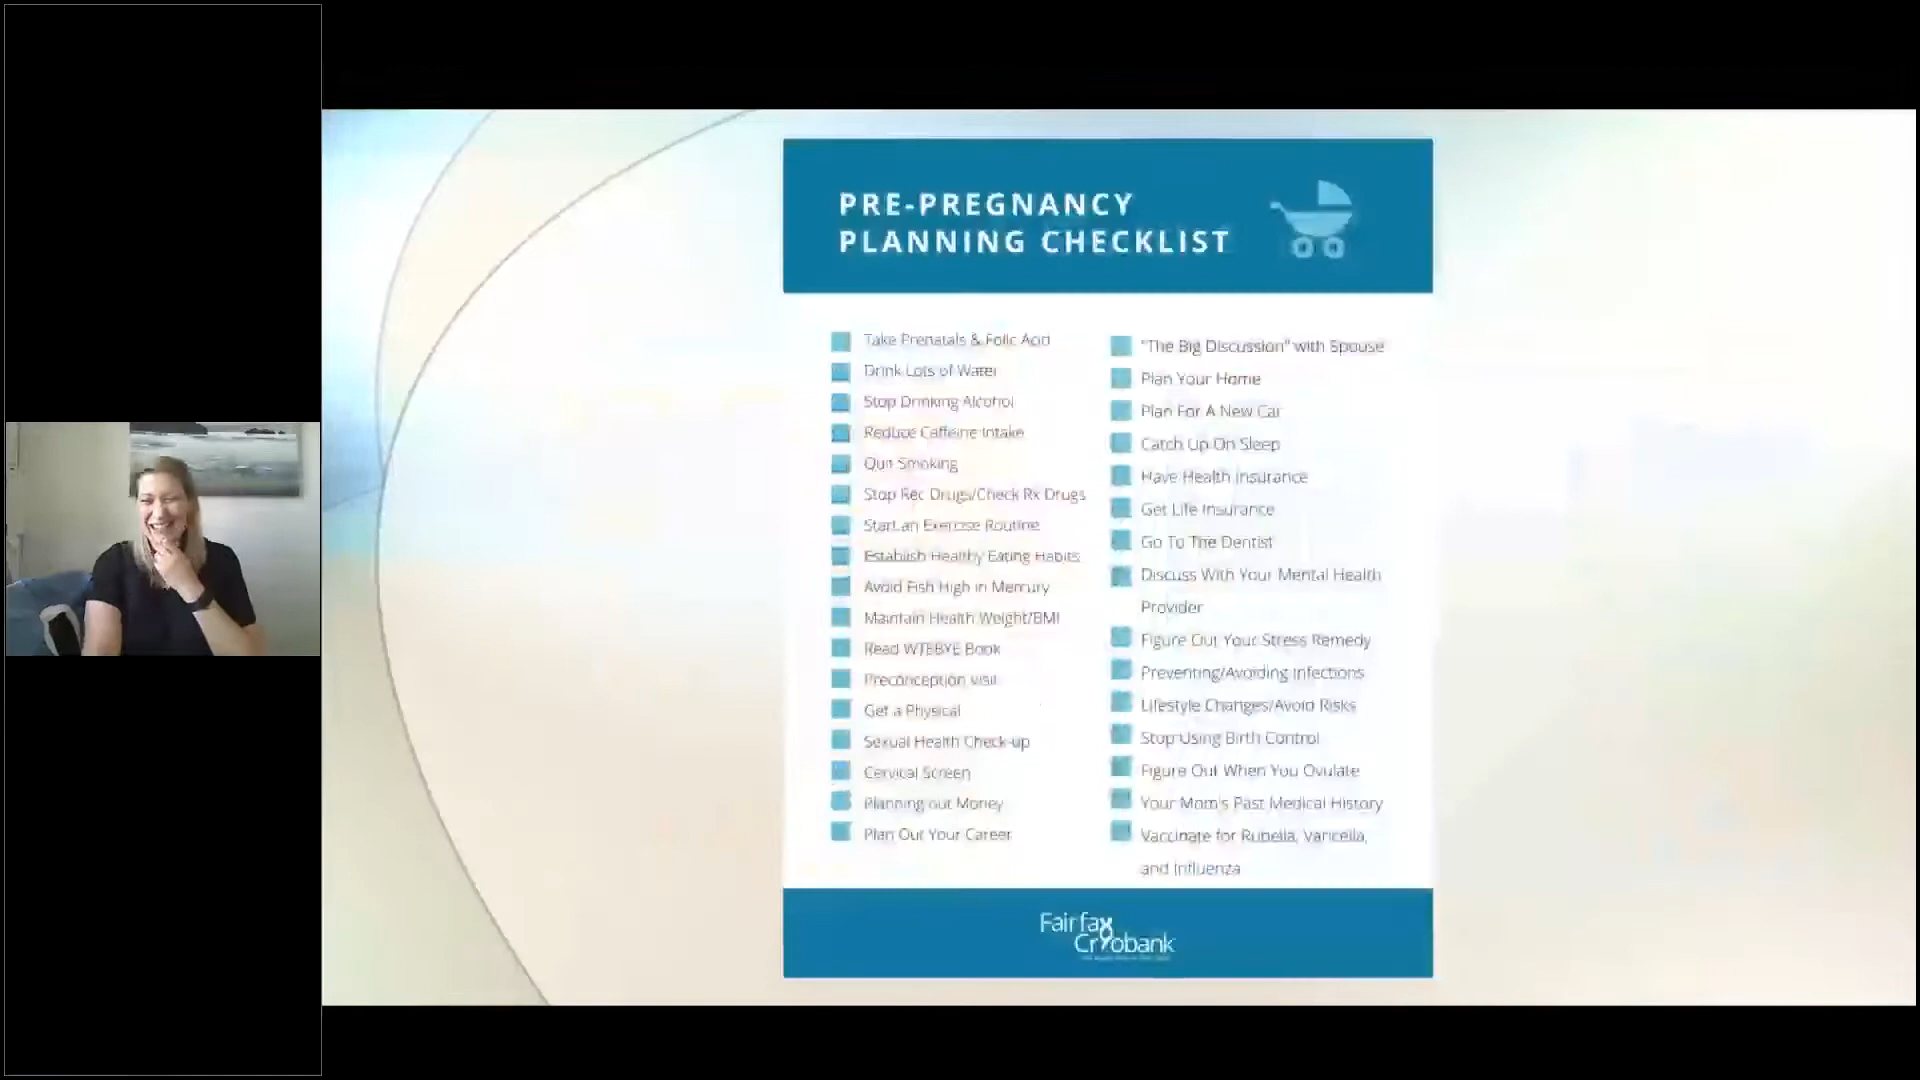 PRE-PREGNANCY
PLANNING CHECKLIST
Take Prenatals & Folic Acid
Drink Lots of Water
Stop Drinking Alcohol
Reduce Caffeine Intake
Quit Smoking
Stop Rec Drugs/Check Rx Drugs
Start an Exercise Routine
Establish Healthy Eating Habits
Avoid Fish High in Mercury
Maintain Health Weight/BMI
Read WTEBYE Book
Preconception visit
Get a Physical
Sexual Health Check-up
Cervical Screen
Planning out Money
Plan Out Your Career
"The Big Discussion" with Spouse
Plan Your Home
Plan For A New Car
Catch Up On Sleep
Have Health Insurance
Get Life Insurance
Go To The Dentist
Discuss With Your Mental Health
Provider
Figure Out Your Stress Remedy
Preventing/Avoiding Infections
Lifestyle Changes/Avoid Risks
Stop Using Birth Control
Figure Out When You Ovulate
Your Mom's Past Medical History
Vaccinate for Rubella, Varicella,
and Influenza
Fairfax
Cryobank